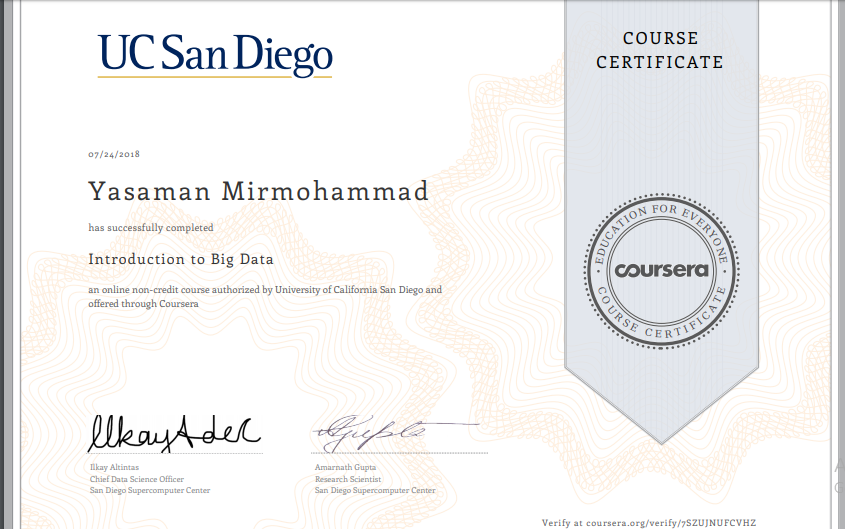 UC San Diego
COURSE
CERTIFICATE
07/24/2018
Yasaman Mirmohammad
has successfully completed
Introduction to Big Data
an online non-credit course authorized by University of California San Diego and
offered through Coursera
EDUCATION FOR EVERYONE
coursera
COURSE CERTIFICATE
Ilkay Altintas
Chief Data Science Officer
San Diego Supercomputer Center
Amarnath Gupta
Research Scientist
San Diego Supercomputer Center
Verify at coursera.org/verify/7SZUJNUFCVHZ